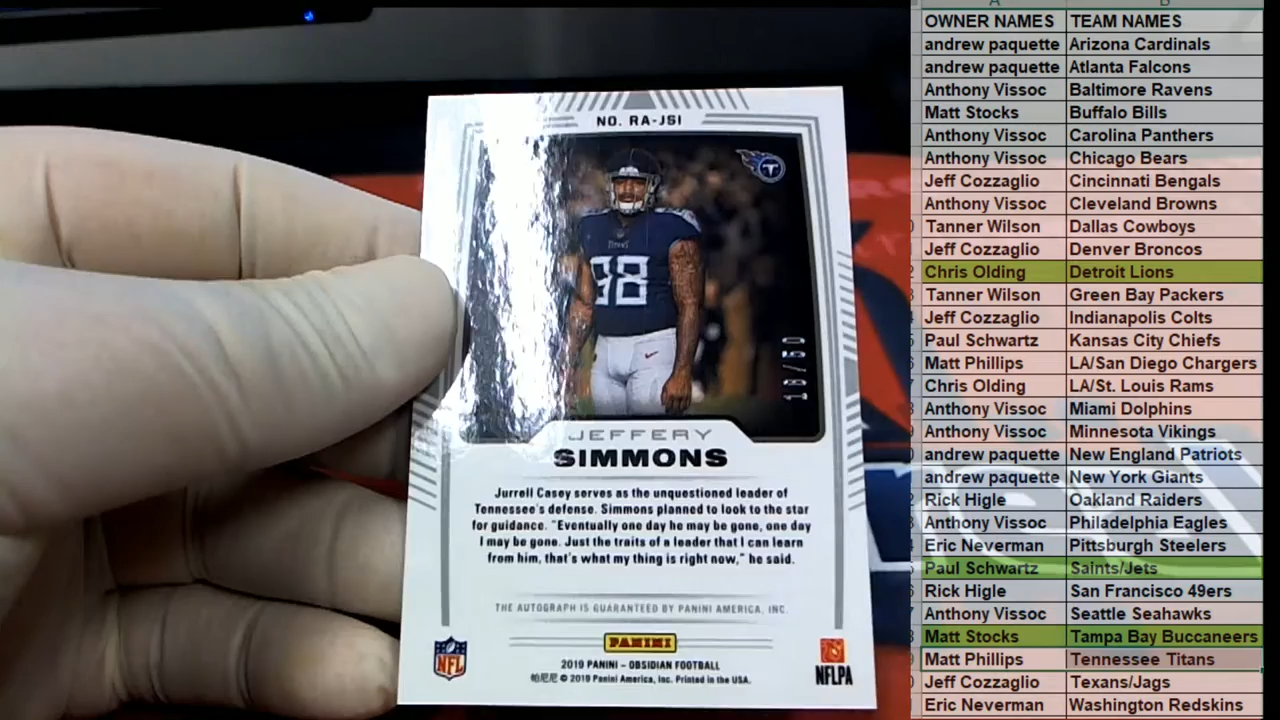 NO. RA-JSI
TITANS
98
18/50
JEFFERY
SIMMONS
Jurrell Casey serves as the unquestioned leader of
Tennessee's defense. Simmons planned to look to the star
for guidance. "Eventually one day he may be gone, one day
I may be gone. Just the traits of a leader that I can learn
from him, that's what my thing is right now," he said.
THE AUTOGRAPH IS GUARANTEED BY PANINI AMERICA, INC.
PANINI
NFL
NFLPA
2019 PANINI – OBSIDIAN FOOTBALL
帕尼尼 © 2019 Panini America, Inc. Printed in the USA.
OWNER NAMES TEAM NAMES
andrew paquette Arizona Cardinals
andrew paquette Atlanta Falcons
Anthony Vissoc Baltimore Ravens
Matt Stocks Buffalo Bills
Anthony Vissoc Carolina Panthers
Anthony Vissoc Chicago Bears
Jeff Cozzaglio Cincinnati Bengals
Anthony Vissoc Cleveland Browns
Tanner Wilson Dallas Cowboys
Jeff Cozzaglio Denver Broncos
Chris Olding Detroit Lions
Tanner Wilson Green Bay Packers
Jeff Cozzaglio Indianapolis Colts
Paul Schwartz Kansas City Chiefs
Matt Phillips LA/San Diego Chargers
Chris Olding LA/St. Louis Rams
Anthony Vissoc Miami Dolphins
Anthony Vissoc Minnesota Vikings
andrew paquette New England Patriots
andrew paquette New York Giants
Rick Higle Oakland Raiders
Anthony Vissoc Philadelphia Eagles
Eric Neverman Pittsburgh Steelers
Paul Schwartz Saints/Jets
Rick Higle San Francisco 49ers
Anthony Vissoc Seattle Seahawks
Matt Stocks Tampa Bay Buccaneers
Matt Phillips Tennessee Titans
Jeff Cozzaglio Texans/Jags
Eric Neverman Washington Redskins